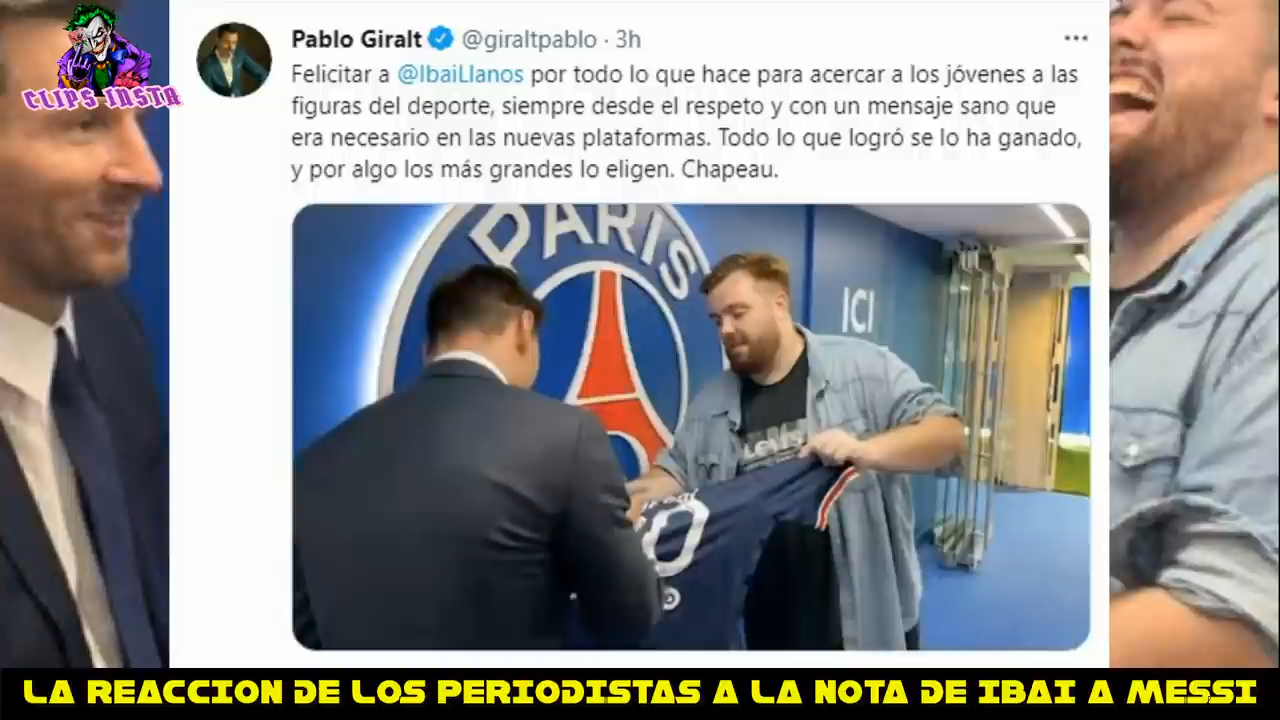 CLIPS INSTA
Pablo Giralt @giraltpablo · 3h
Felicitar a @IbaiLlanos por todo lo que hace para acercar a los jóvenes a las
figuras del deporte, siempre desde el respeto y con un mensaje sano que
era necesario en las nuevas plataformas. Todo lo que logró se lo ha ganado,
y por algo los más grandes lo eligen. Chapeau.
PARIS
ICI
LA REACCION DE LOS PERIODISTAS A LA NOTA DE IBAI A MESSI